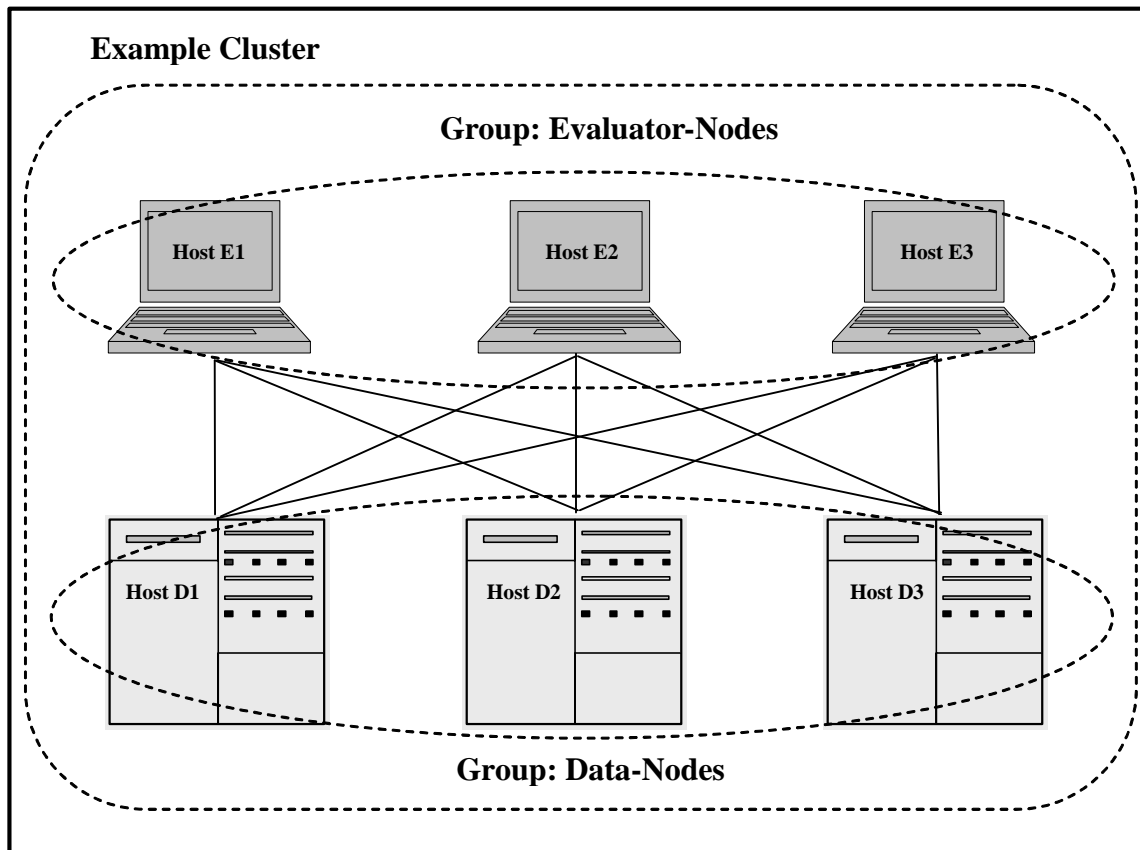 Example Cluster
Group: Evaluator-Nodes
Host E1
Host E2
Host E3
Host D1
Host D2
Host D3
Group: Data-Nodes